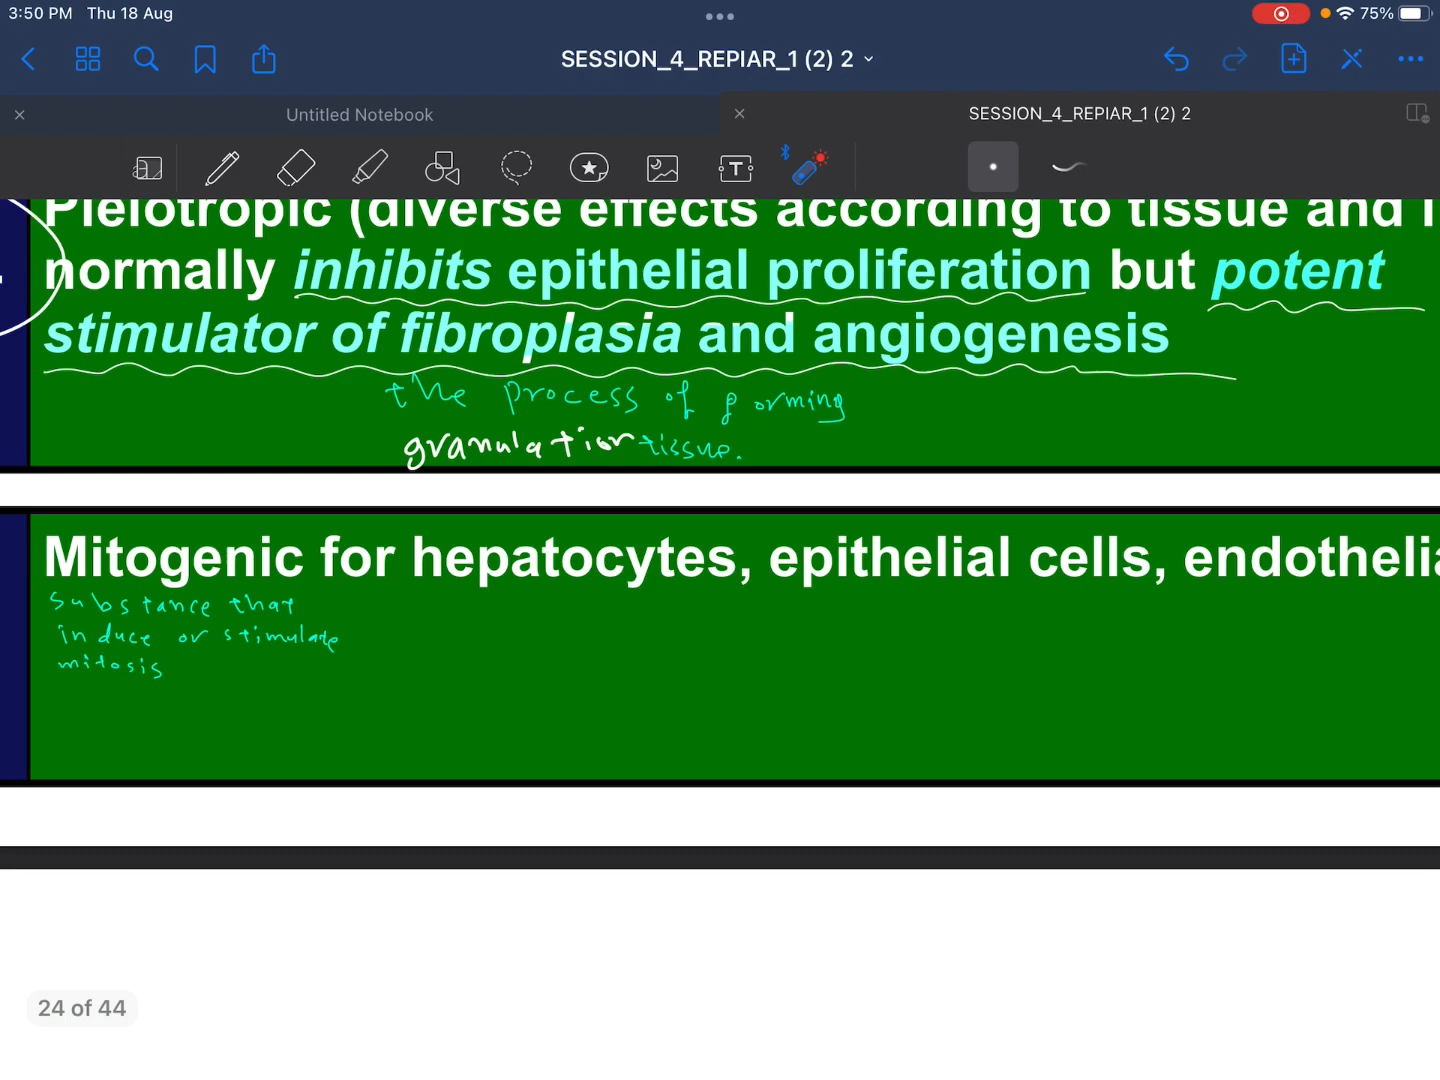 3:50 PM Thu 18 Aug
75%
SESSION_4_REPIAR_1 (2) 2
Untitled Notebook
SESSION_4_REPIAR_1 (2) 2
Pleiotropic (diverse effects according to tissue and
normally inhibits epithelial proliferation but potent
stimulator of fibroplasia and angiogenesis
the process of forming
granulation tissue.
Mitogenic for hepatocytes, epithelial cells, endothelia
substance that
induce or stimulate
mitosis
24 of 44